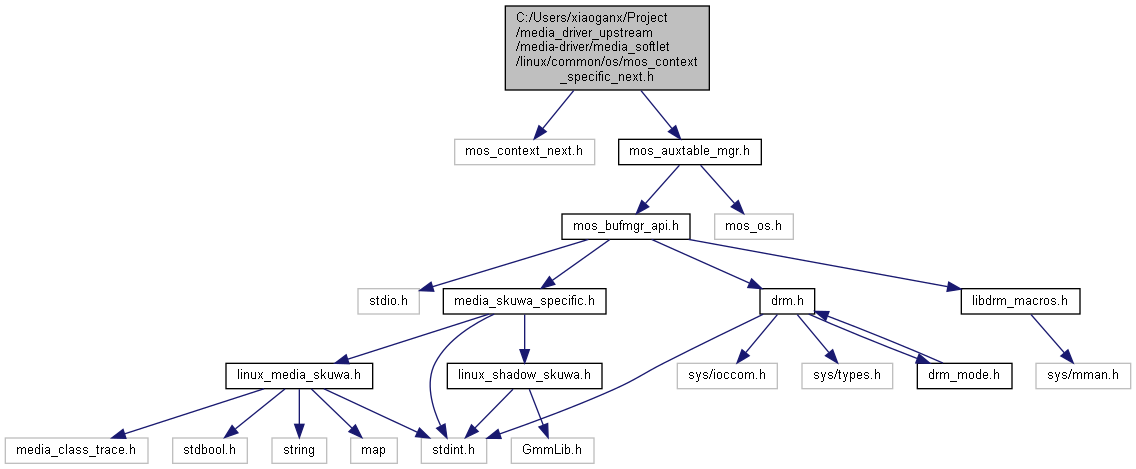 C:/Users/xiaoganx/Project
/media_driver_upstream
/media-driver/media_softlet
/linux/common/os/mos_context
_specific_next.h
mos_context_next.h
mos_auxtable_mgr.h
mos_bufmgr_api.h
mos_os.h
stdio.h
media_skuwa_specific.h
drm.h
libdrm_macros.h
linux_media_skuwa.h
linux_shadow_skuwa.h
sys/ioccom.h
sys/types.h
drm_mode.h
sys/mman.h
media_class_trace.h
stdbool.h
string
map
stdint.h
GmmLib.h